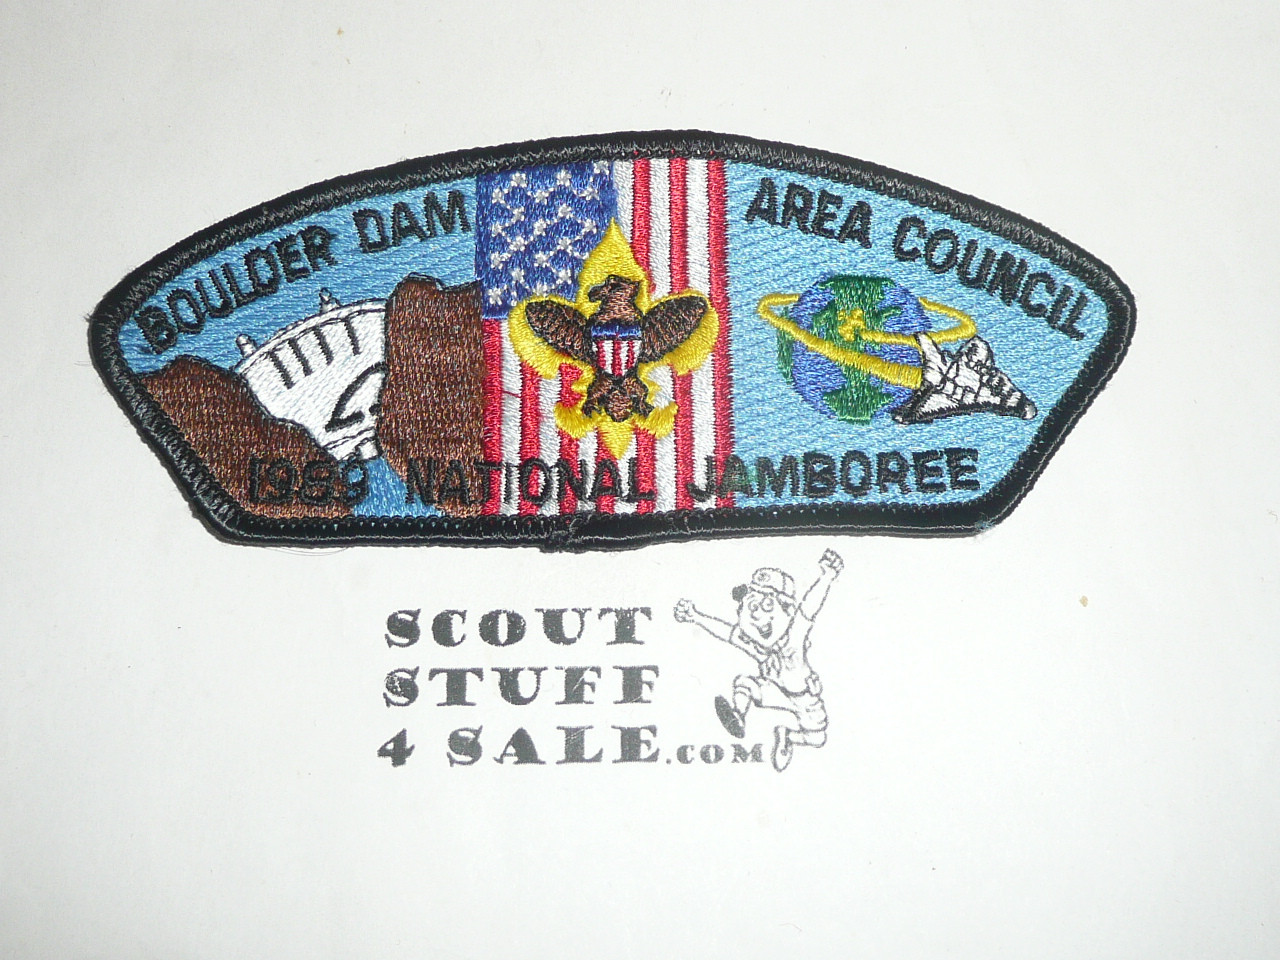 BOULDER DAM AREA COUNCIL
1989 NATIONAL JAMBOREE
SCOUT
STUFF
4 SALE.COM